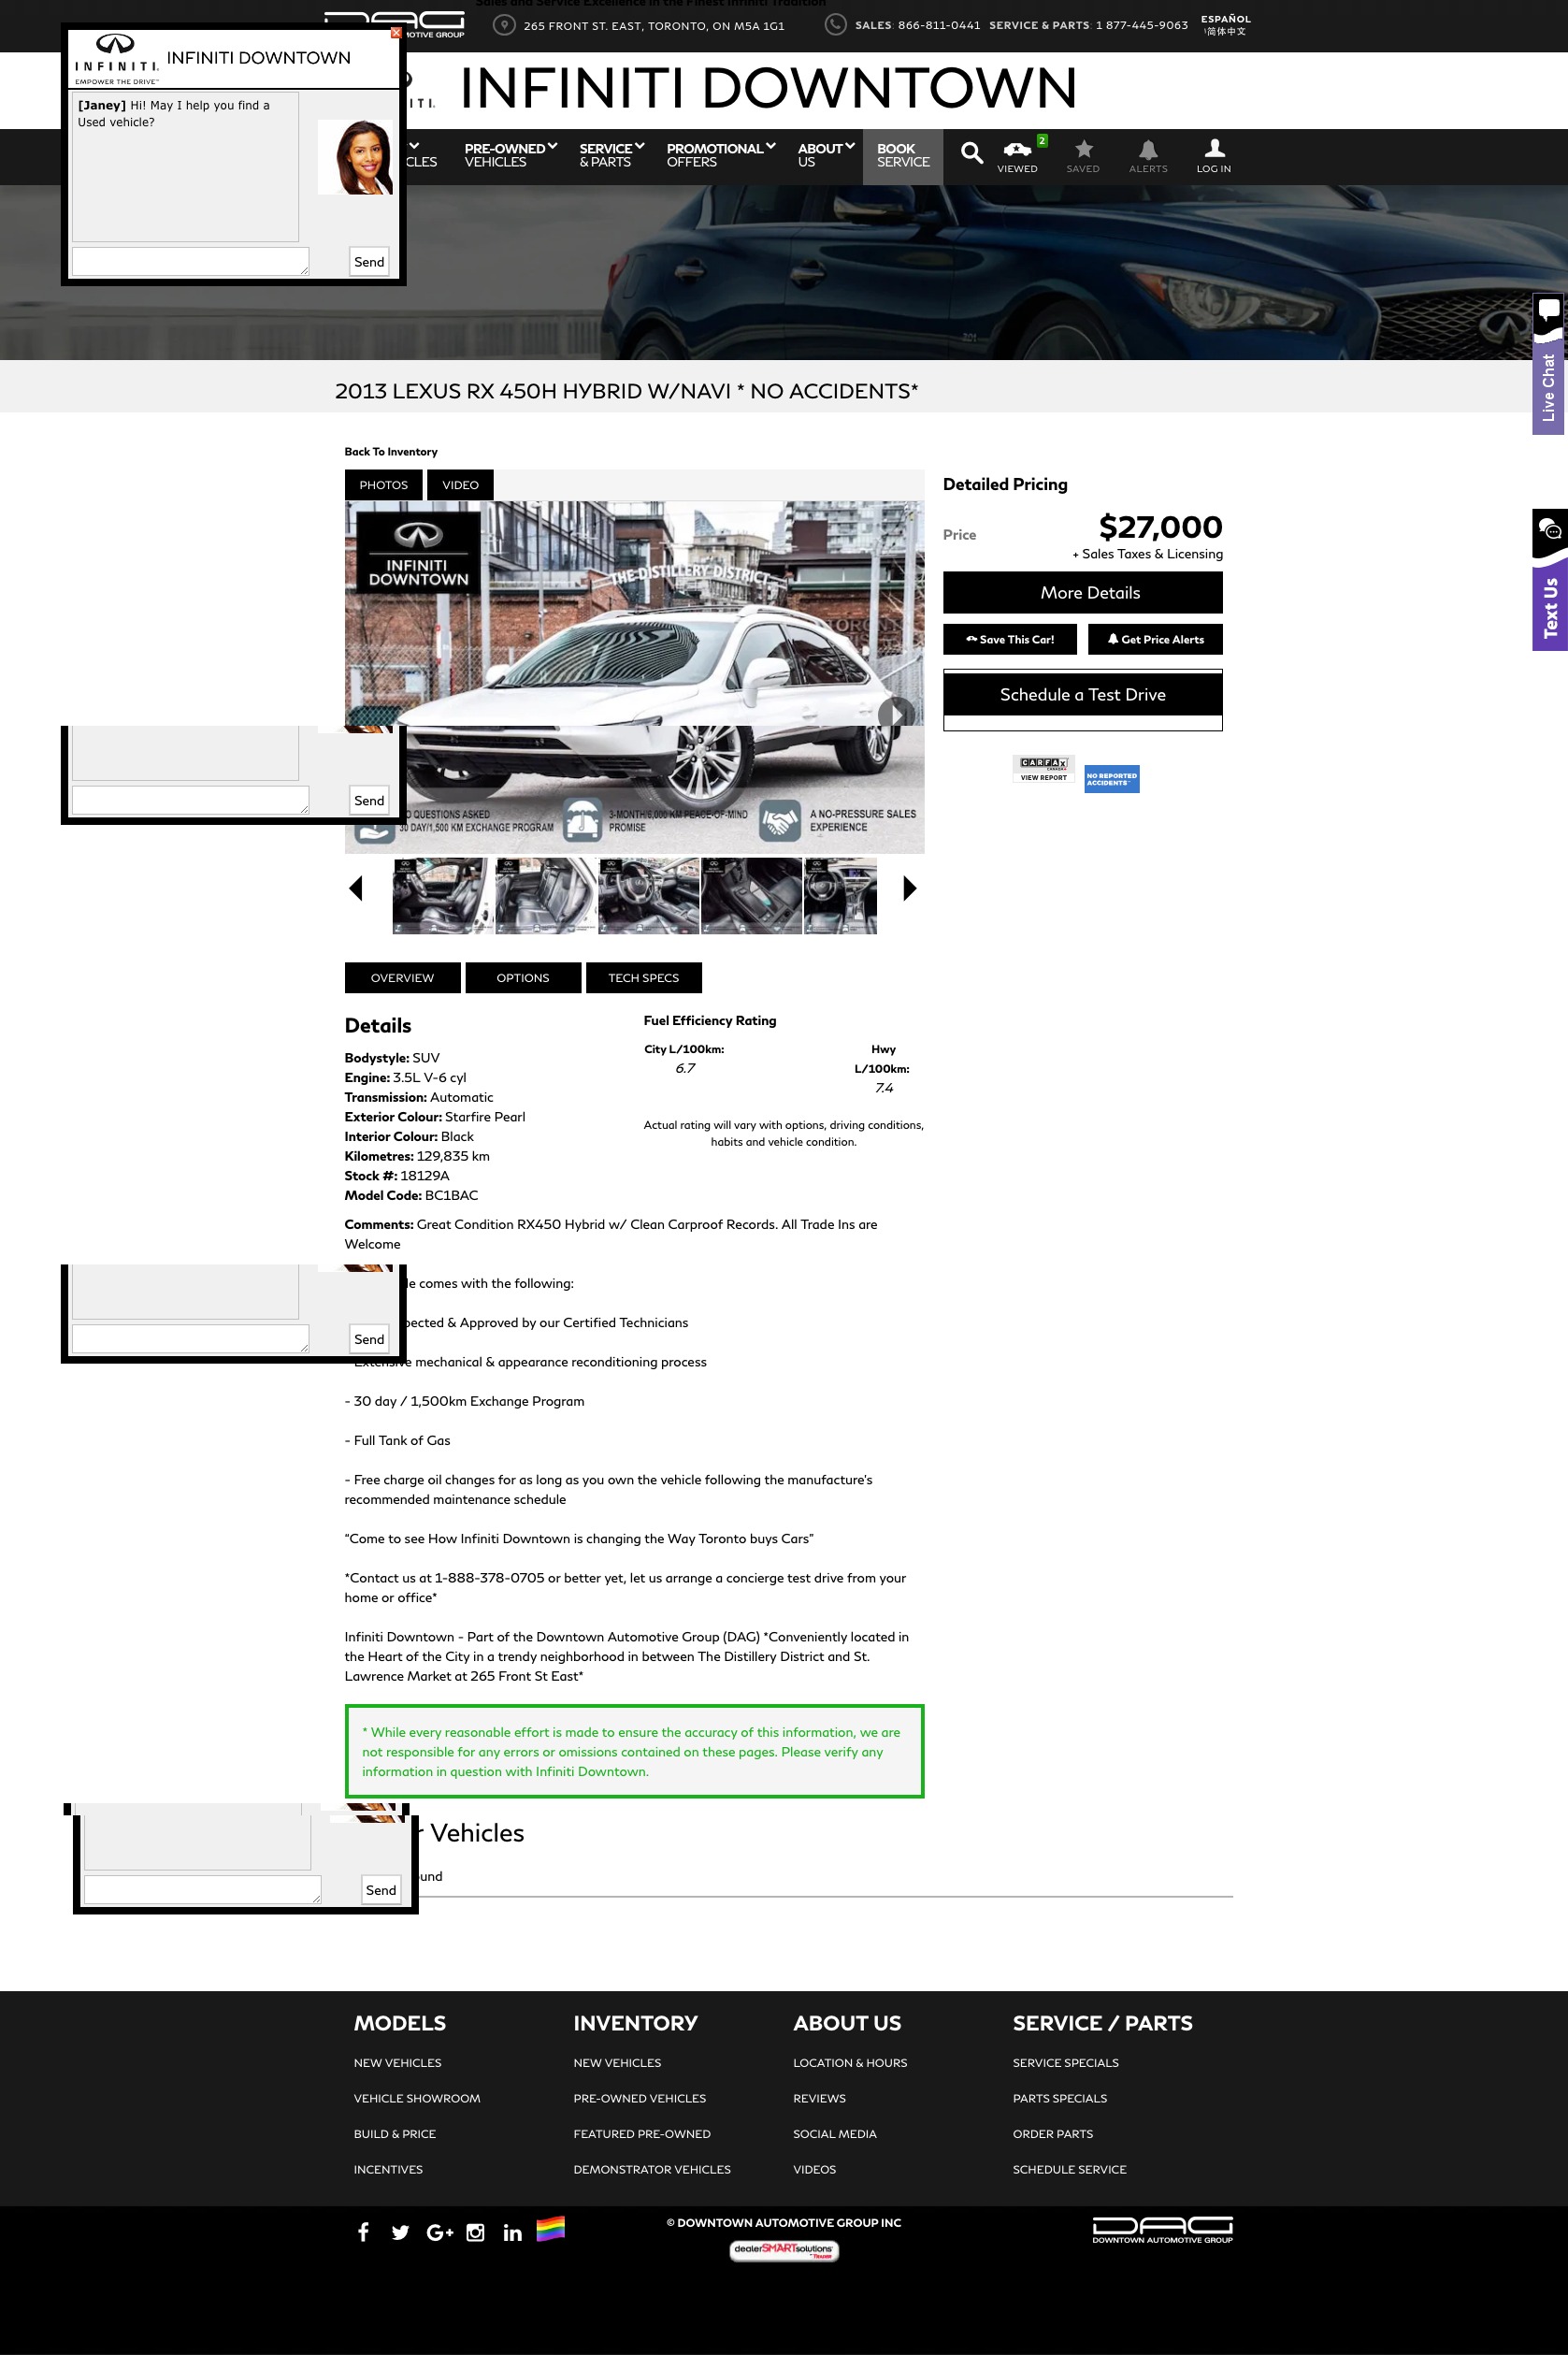 Sales and Service Excellence in the Finest Infiniti Tradition
DAG
265 FRONT ST. EAST, TORONTO, ON M5A 1G1
SALES: 866-811-0441 SERVICE & PARTS: 1 877-445-9063
ESPAÑOL
简体中文
INFINITI
EMPOWER THE DRIVE
INFINITI DOWNTOWN
[Janey] Hi! May I help you find a
Used vehicle?
Send
INFINITI DOWNTOWN
PRE-OWNED
VEHICLES
SERVICE
& PARTS
PROMOTIONAL
OFFERS
ABOUT
US
BOOK
SERVICE
2
VIEWED
SAVED
ALERTS
LOG IN
Live Chat
Text Us
2013 LEXUS RX 450H HYBRID W/NAVI * NO ACCIDENTS*
Back To Inventory
PHOTOS
VIDEO
INFINITI
DOWNTOWN
THE DISTILLERY DISTRICT
Detailed Pricing
Price
$27,000
+ Sales Taxes & Licensing
More Details
Save This Car!
Get Price Alerts
Schedule a Test Drive
CARFAX
CANADA
VIEW REPORT
NO REPORTED
ACCIDENTS
Send
QUESTIONS ASKED
30 DAY/1,500 KM EXCHANGE PROGRAM
3-MONTH/6,000 KM PEACE-OF-MIND
PROMISE
A NO-PRESSURE SALES
EXPERIENCE
OVERVIEW
OPTIONS
TECH SPECS
Details
Bodystyle: SUV
Engine: 3.5L V-6 cyl
Transmission: Automatic
Exterior Colour: Starfire Pearl
Interior Colour: Black
Kilometres: 129,835 km
Stock #: 18129A
Model Code: BC1BAC
Fuel Efficiency Rating
City L/100km:
6.7
Hwy
L/100km:
7.4
Actual rating will vary with options, driving conditions,
habits and vehicle condition.
Comments: Great Condition RX450 Hybrid w/ Clean Carproof Records. All Trade Ins are
Welcome
comes with the following:
& Approved by our Certified Technicians
Send
Extensive mechanical & appearance reconditioning process
- 30 day / 1,500km Exchange Program
- Full Tank of Gas
- Free charge oil changes for as long as you own the vehicle following the manufacture's
recommended maintenance schedule
"Come to see How Infiniti Downtown is changing the Way Toronto buys Cars"
*Contact us at 1-888-378-0705 or better yet, let us arrange a concierge test drive from your
home or office*
Infiniti Downtown - Part of the Downtown Automotive Group (DAG) *Conveniently located in
the Heart of the City in a trendy neighborhood in between The Distillery District and St.
Lawrence Market at 265 Front St East*
* While every reasonable effort is made to ensure the accuracy of this information, we are
not responsible for any errors or omissions contained on these pages. Please verify any
information in question with Infiniti Downtown.
Vehicles
Send
MODELS
NEW VEHICLES
VEHICLE SHOWROOM
BUILD & PRICE
INCENTIVES
INVENTORY
NEW VEHICLES
PRE-OWNED VEHICLES
FEATURED PRE-OWNED
DEMONSTRATOR VEHICLES
ABOUT US
LOCATION & HOURS
REVIEWS
SOCIAL MEDIA
VIDEOS
SERVICE / PARTS
SERVICE SPECIALS
PARTS SPECIALS
ORDER PARTS
SCHEDULE SERVICE
© DOWNTOWN AUTOMOTIVE GROUP INC
dealerSMARTsolutions
DAG
DOWNTOWN AUTOMOTIVE GROUP